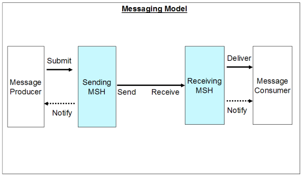 Messaging Model
Submit
Deliver
Message
Producer
Sending
MSH
Receiving
MSH
Message
Consumer
Send
Receive
Notify
Notify